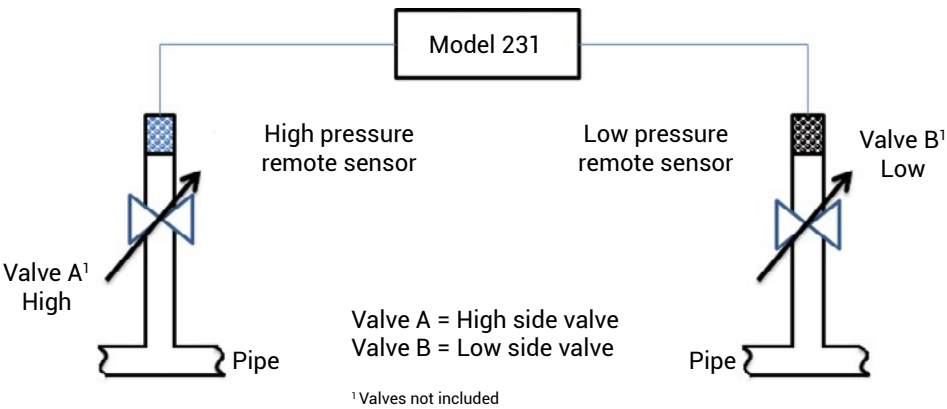 Model 231
High pressure
remote sensor
Low pressure
remote sensor
Valve B¹
Low
Valve A¹
High
Valve A = High side valve
Valve B = Low side valve
Pipe
Pipe
¹ Valves not included